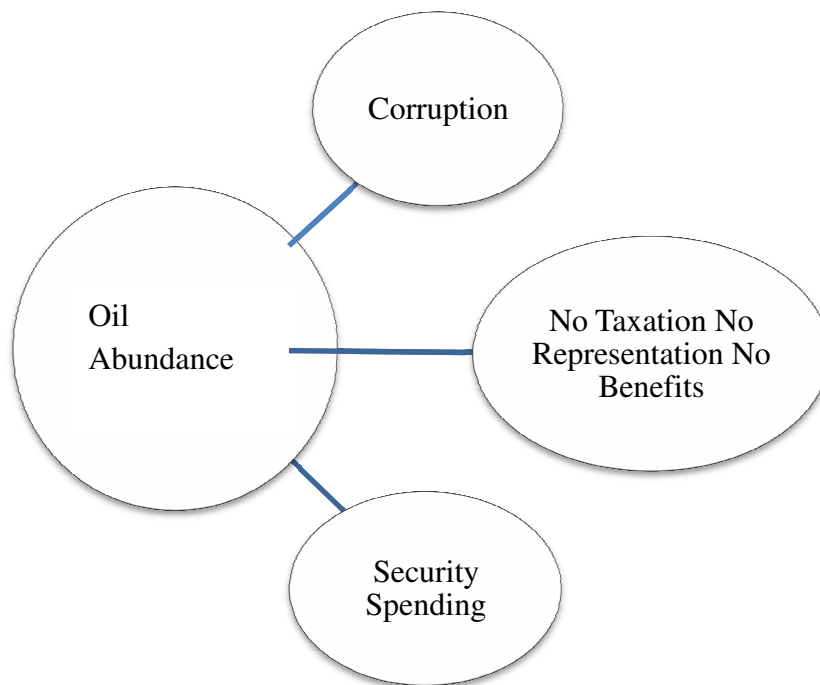 Corruption
Oil
Abundance
No Taxation No
Representation No
Benefits
Security
Spending